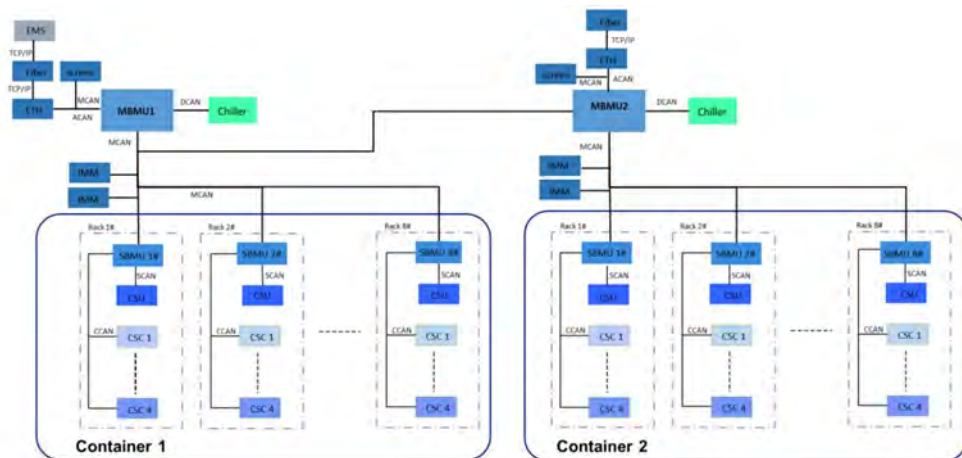 EMS
TCP/IP
Fiber
TCP/IP
ETH
MCAN
ACAN
MBMU1
DCAN
Chiller
MCAN
IMM
IMM
MCAN
Rack 1#
SBMU 1#
SCAN
CSU
CCAN
CSC 1
CSC 4
Rack 2#
SBMU 2#
SCAN
CSU
CCAN
CSC 1
CSC 4
Rack 8#
SBMU 8#
SCAN
CSU
CCAN
CSC 1
CSC 4
Container 1
Fiber
TCP/IP
ETH
MCAN
ACAN
MBMU2
DCAN
Chiller
MCAN
IMM
IMM
Rack 1#
SBMU 1#
SCAN
CSU
CCAN
CSC 1
CSC 4
Rack 2#
SBMU 2#
SCAN
CSU
CCAN
CSC 1
CSC 4
Rack 8#
SBMU 8#
SCAN
CSU
CCAN
CSC 1
CSC 4
Container 2